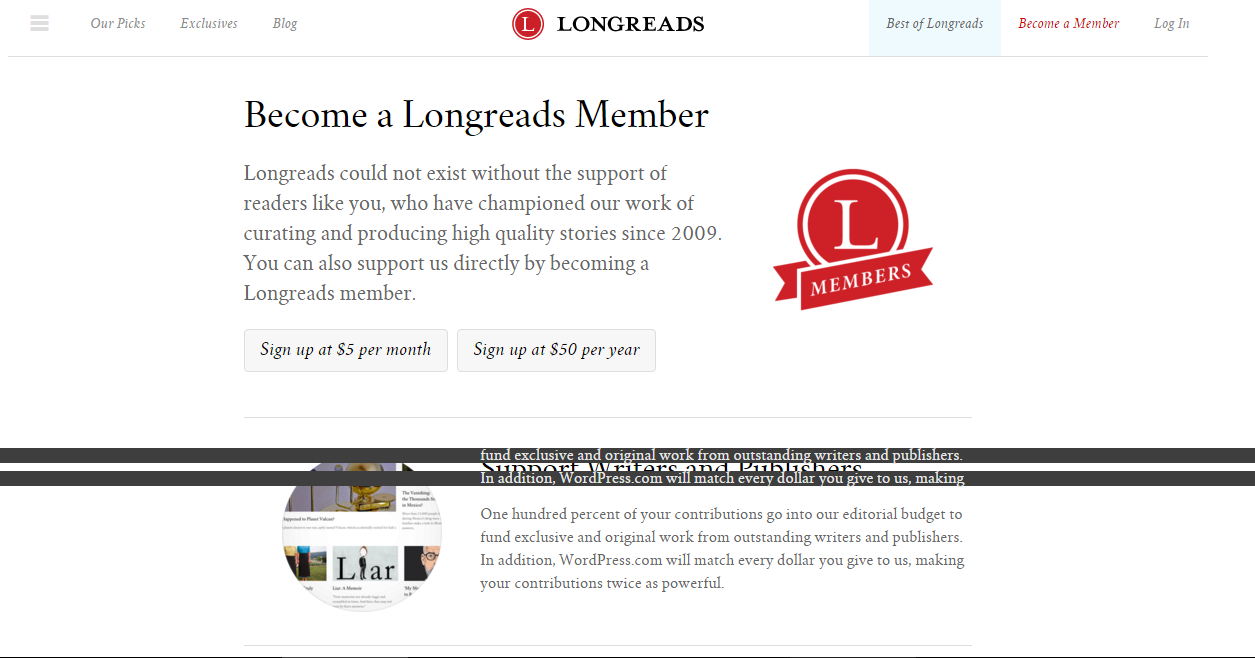 Our Picks
Exclusives
Blog
L
LONGREADS
Best of Longreads
Become a Member
Log In
Become a Longreads Member
Longreads could not exist without the support of
readers like you, who have championed our work of
curating and producing high quality stories since 2009.
You can also support us directly by becoming a
Longreads member.
L
MEMBERS
Sign up at $5 per month
Sign up at $50 per year
fund exclusive and original work from outstanding writers and publishers.
Support Writers and Publishers
In addition, WordPress.com will match every dollar you give to us, making
The Vanishing:
the Thousands
in Mexico?
appened to Planet Vulcan?
One hundred percent of your contributions go into our editorial budget to
fund exclusive and original work from outstanding writers and publishers.
In addition, WordPress.com will match every dollar you give to us, making
your contributions twice as powerful.
Liar
Liar: A Memoir